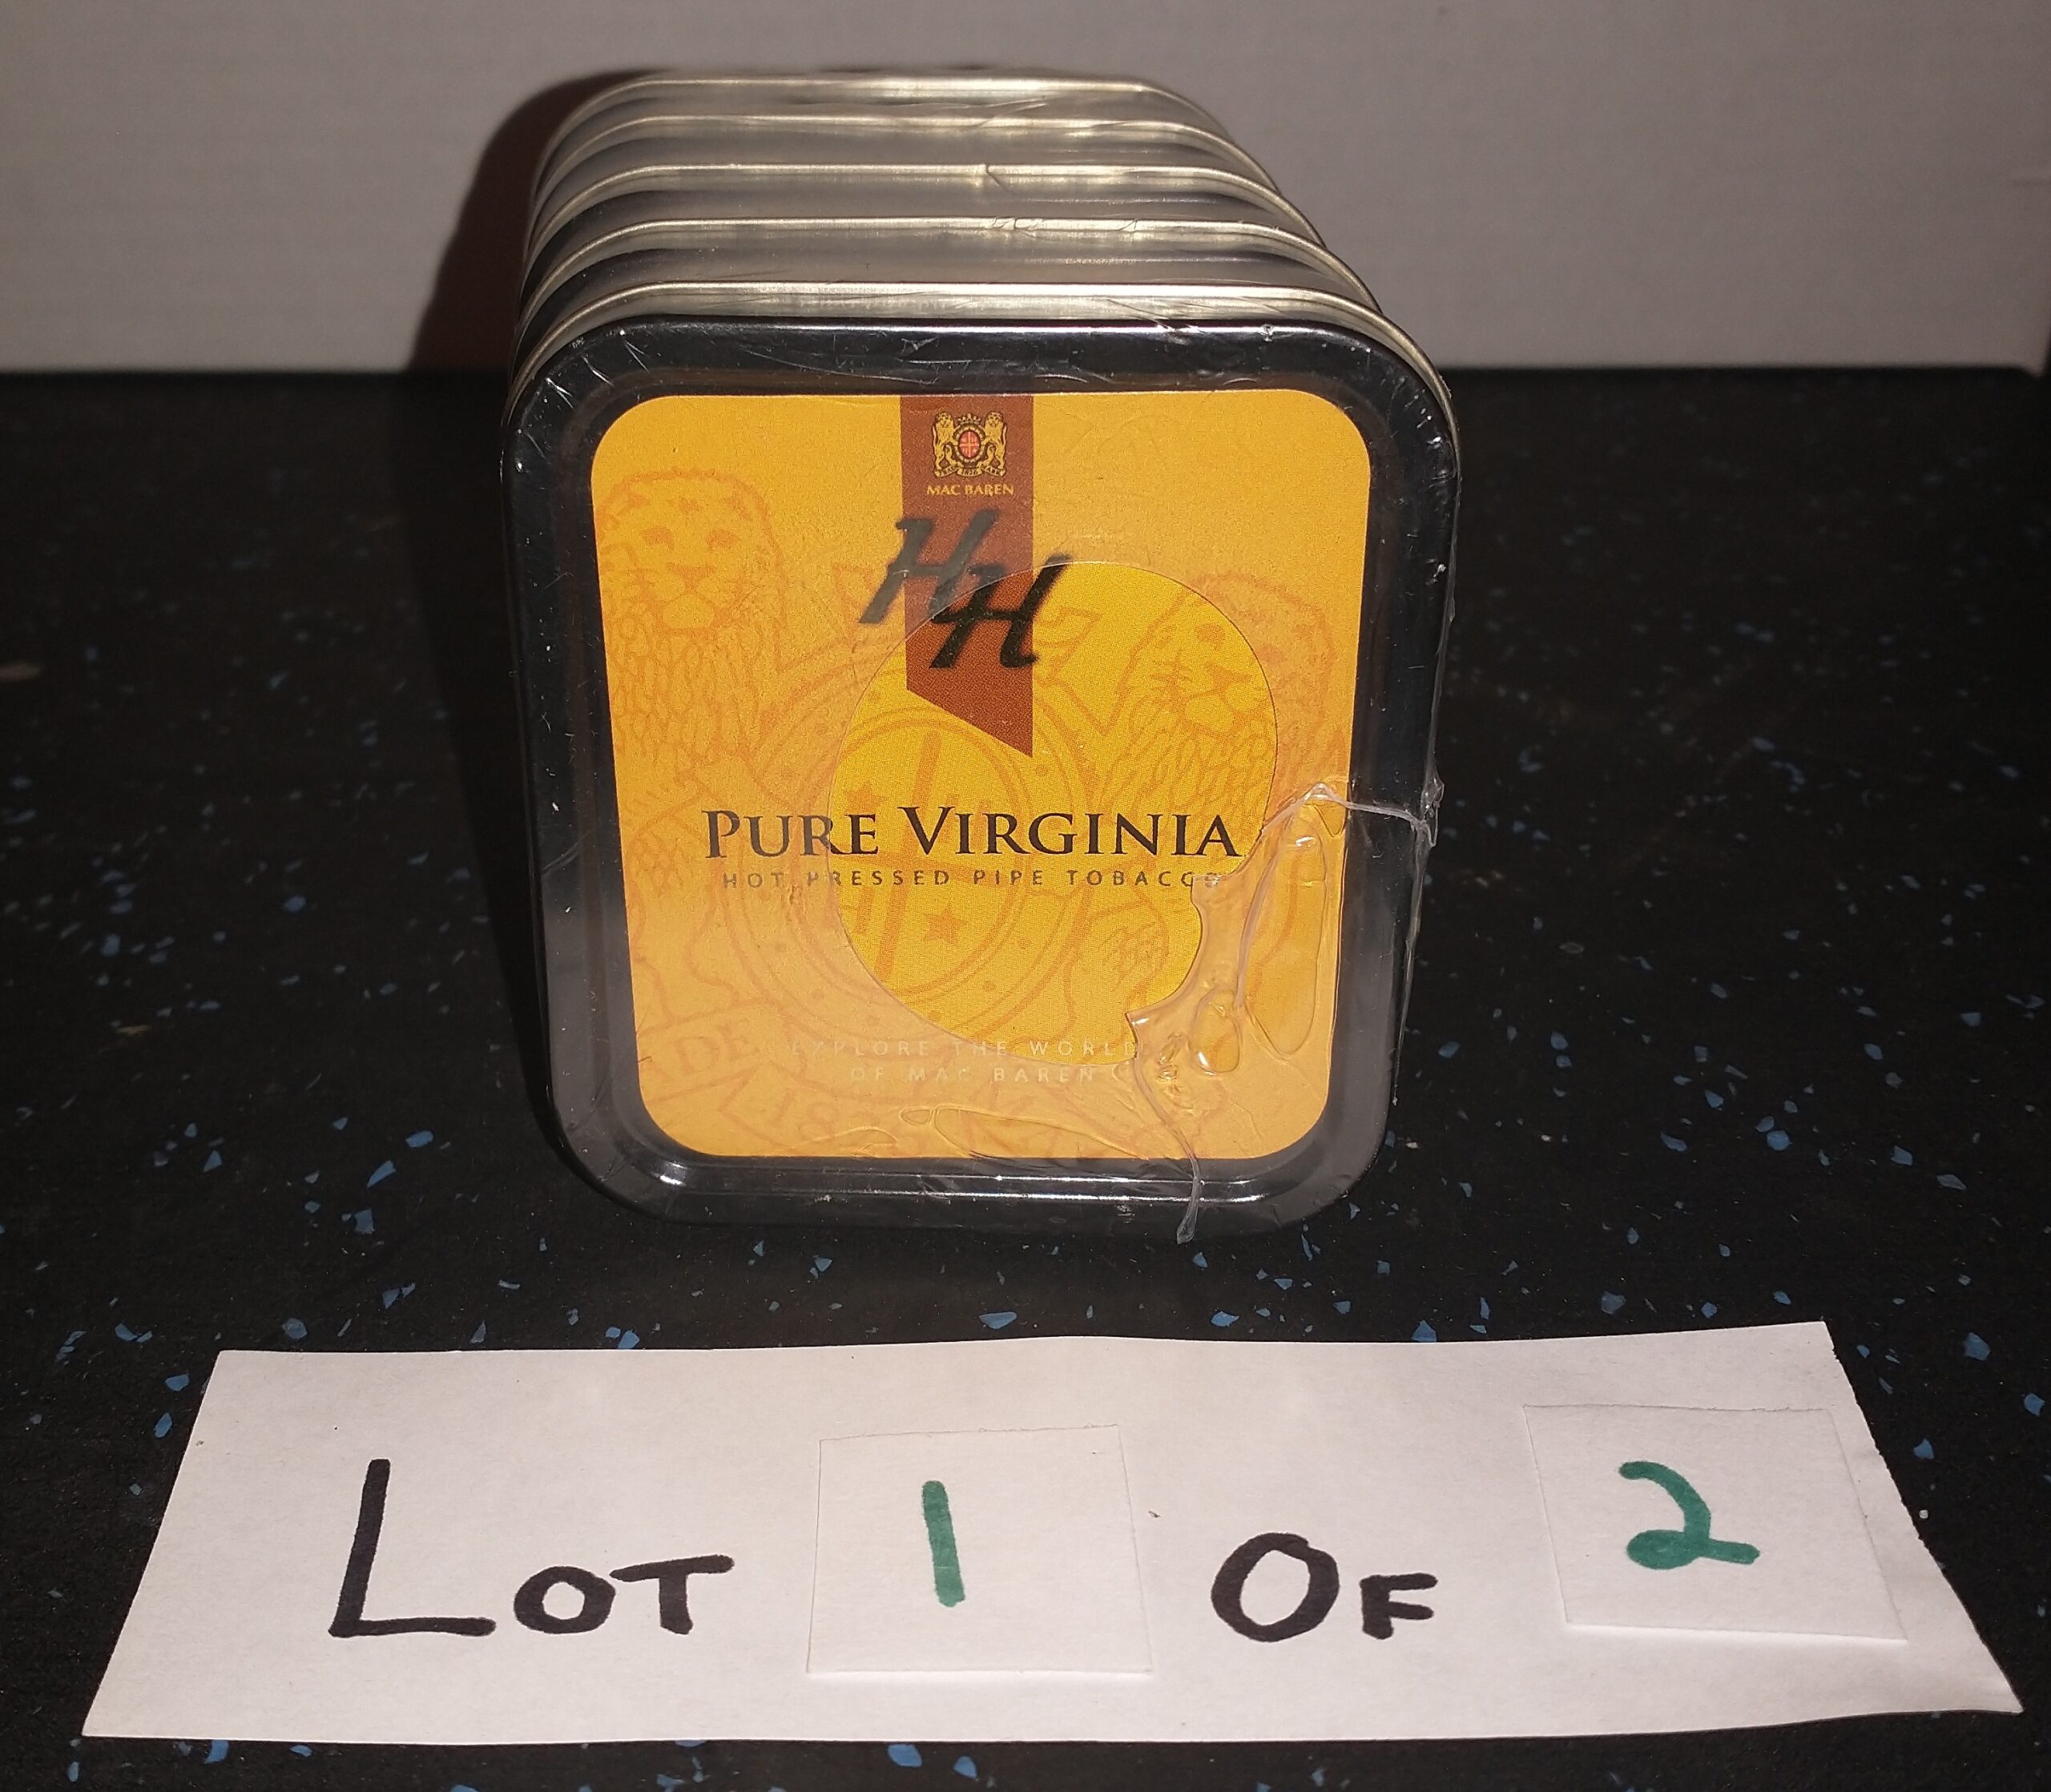 MAC BAREN
HH
PURE VIRGINIA
HOT PRESSED PIPE TOBACCO
EXPLORE THE WORLD
OF MAC BAREN
LOT 1 OF 2